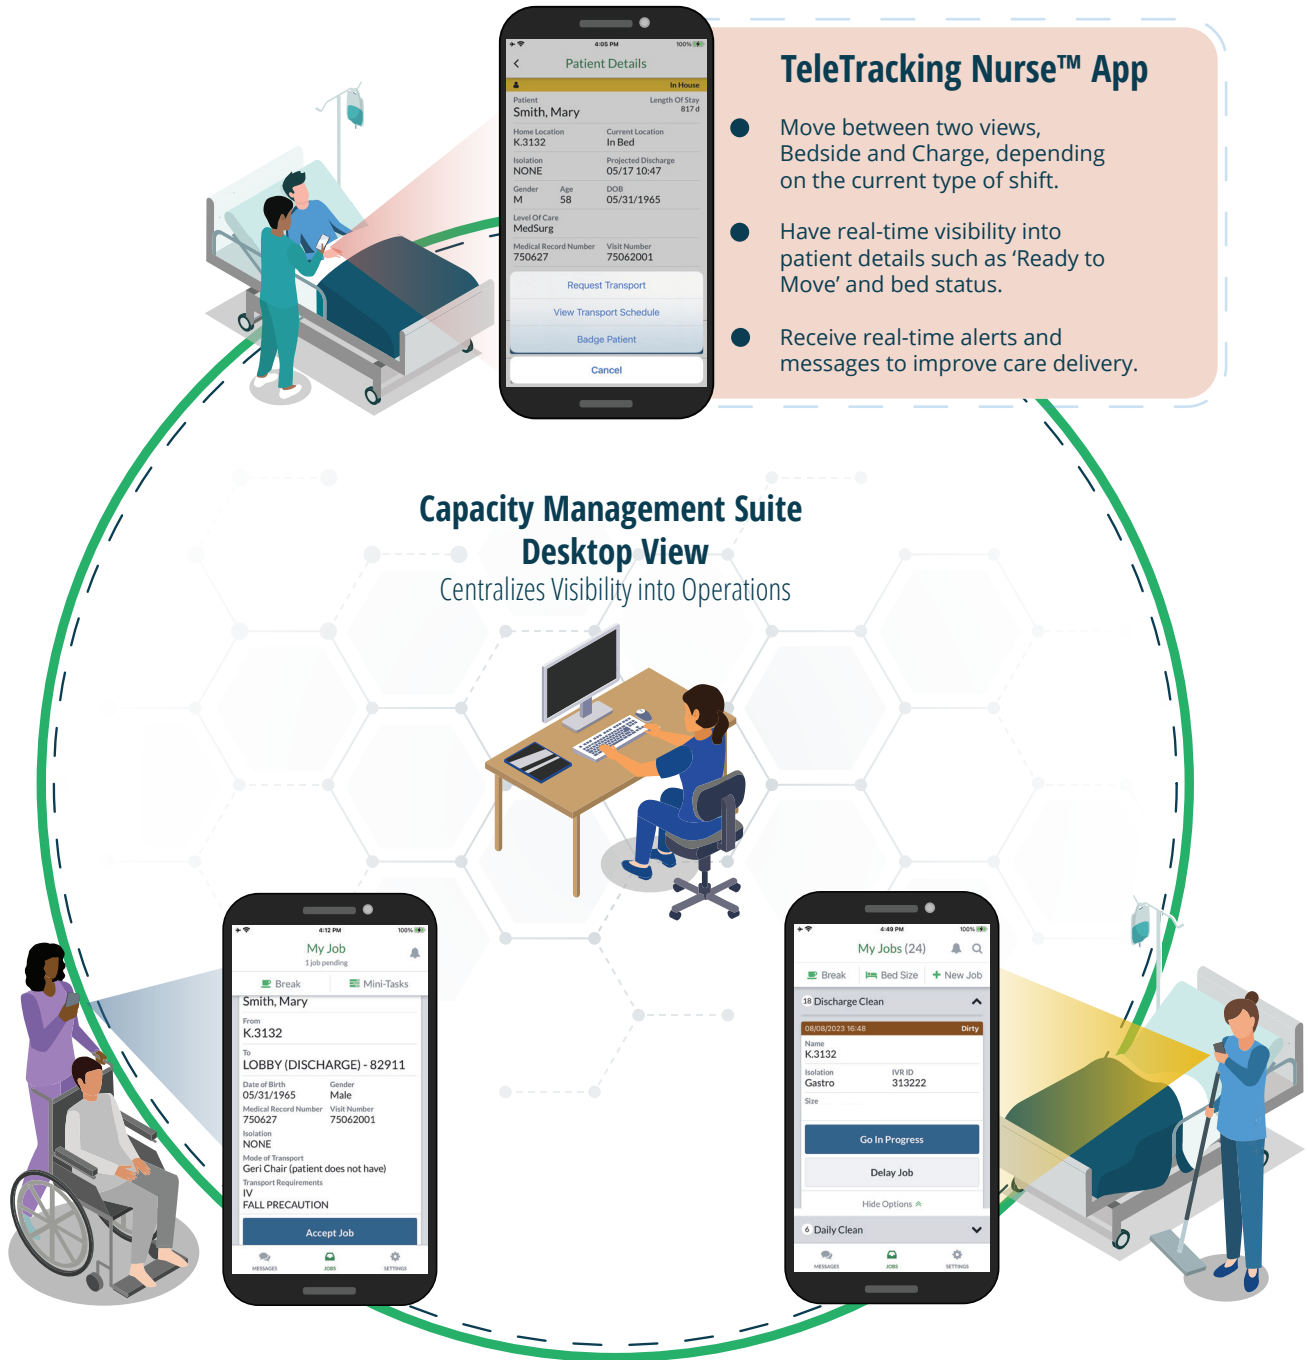 4:05 PM
100%
Patient Details
In House
Patient
Length Of Stay
Smith, Mary
817 d
Home Location
Current Location
K.3132
In Bed
Isolation
Projected Discharge
NONE
05/17 10:47
Gender
Age
DOB
M
58
05/31/1965
Level Of Care
MedSurg
Medical Record Number
Visit Number
750627
75062001
Request Transport
View Transport Schedule
Badge Patient
Cancel
TeleTracking Nurse™ App
● Move between two views,
Bedside and Charge, depending
on the current type of shift.
● Have real-time visibility into
patient details such as ‘Ready to
Move’ and bed status.
● Receive real-time alerts and
messages to improve care delivery.
Capacity Management Suite
Desktop View
Centralizes Visibility into Operations
4:12 PM
100%
My Job
1 job pending
Break
Mini-Tasks
Smith, Mary
From
K.3132
To
LOBBY (DISCHARGE) - 82911
Date of Birth
Gender
05/31/1965
Male
Medical Record Number
Visit Number
750627
75062001
Isolation
NONE
Mode of Transport
Geri Chair (patient does not have)
Transport Requirements
IV
FALL PRECAUTION
Accept Job
MESSAGES
JOBS
SETTINGS
4:49 PM
100%
My Jobs (24)
Break
Bed Size
+ New Job
18 Discharge Clean
08/08/2023 16:48
Dirty
Name
K.3132
Isolation
IVR ID
Gastro
313222
Size
Go In Progress
Delay Job
Hide Options
6 Daily Clean
MESSAGES
JOBS
SETTINGS